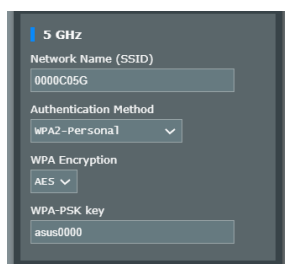 5 GHz
Network Name (SSID)
0000C05G
Authentication Method
WPA2-Personal
WPA Encryption
AES
WPA-PSK key
asus0000